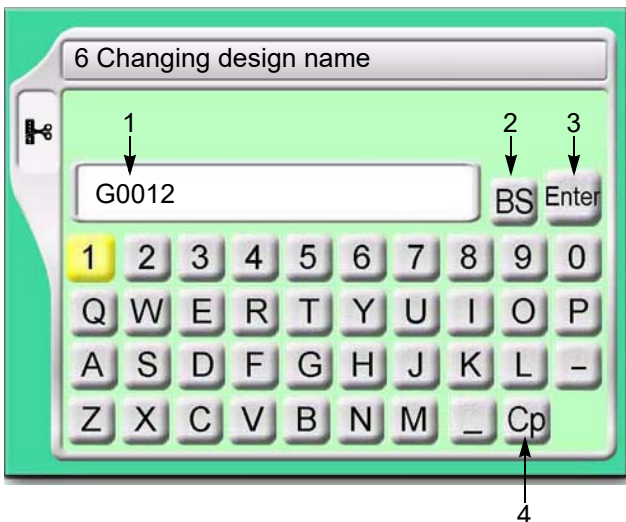 6 Changing design name
1 2 3
G0012 BS Enter
1 2 3 4 5 6 7 8 9 0
Q W E R T Y U I O P
A S D F G H J K L -
Z X C V B N M _ Cp
4